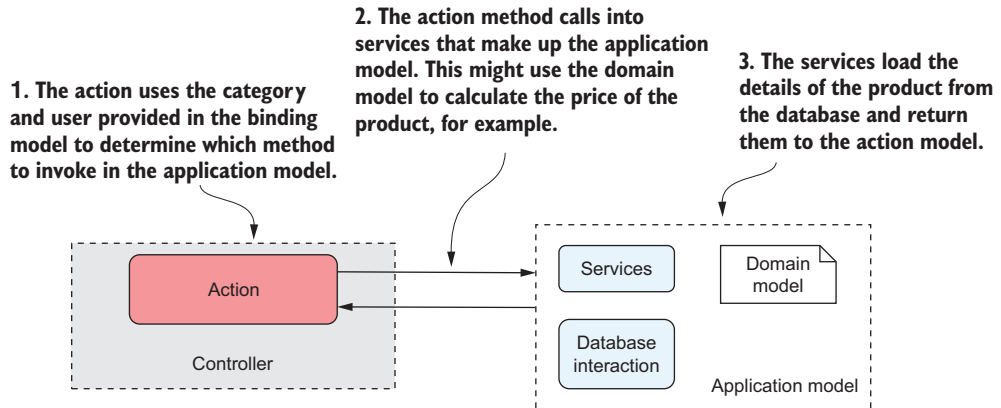 1. The action uses the category
and user provided in the binding
model to determine which method
to invoke in the application model.
2. The action method calls into
services that make up the application
model. This might use the domain
model to calculate the price of the
product, for example.
3. The services load the
details of the product from
the database and return
them to the action model.
Action
Controller
Services
Domain
model
Database
interaction
Application model